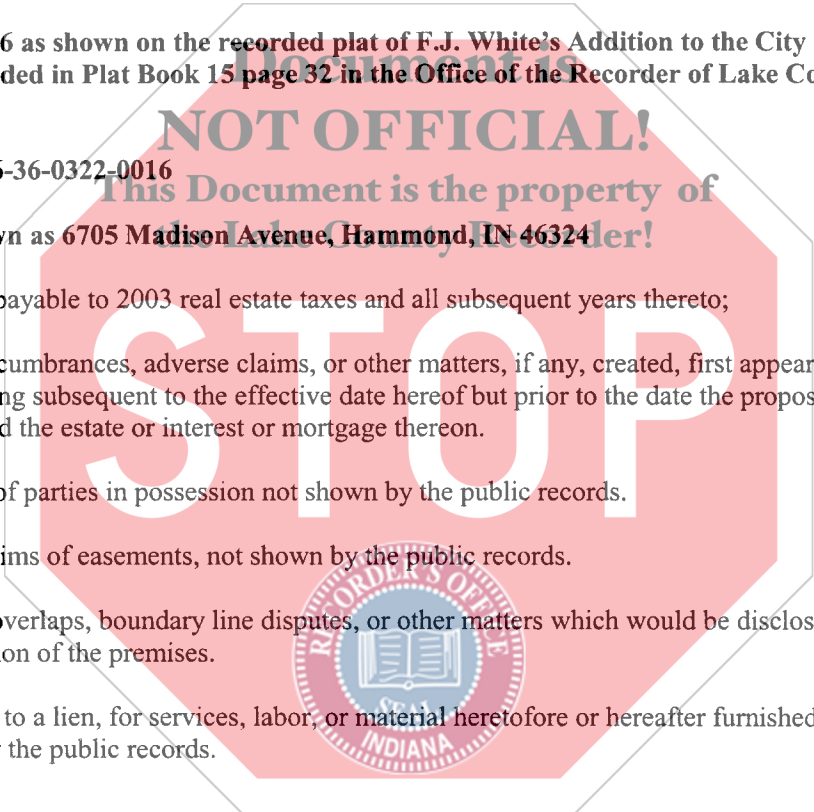 6 as shown on the recorded plat of F.J. White's Addition to the City
ded in Plat Book 15 page 32 in the Office of the Recorder of Lake Co
Document is
NOT OFFICIAL!
-36-0322-0016
This Document is the property of
the Lake County Recorder!
vn as 6705 Madison Avenue, Hammond, IN 46324
payable to 2003 real estate taxes and all subsequent years thereto;
STOP
cumbrances, adverse claims, or other matters, if any, created, first appear
ng subsequent to the effective date hereof but prior to the date the propos
d the estate or interest or mortgage thereon.
of parties in possession not shown by the public records.
ims of easements, not shown by the public records.
overlaps, boundary line disputes, or other matters which would be disclos
on of the premises.
to a lien, for services, labor, or material heretofore or hereafter furnished
the public records.
RECORDER'S OFFICE
SEAL
INDIANA